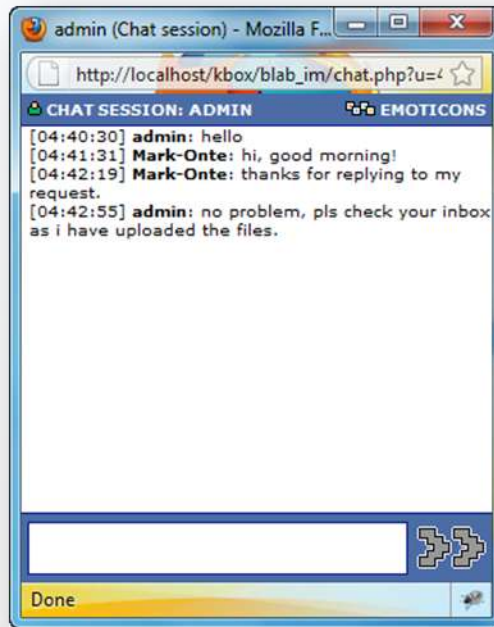 admin (Chat session) - Mozilla F...
http://localhost/kbox/blab_im/chat.php?u=4
CHAT SESSION: ADMIN EMOTICONS
[04:40:30] admin: hello
[04:41:31] Mark-Onte: hi, good morning!
[04:42:19] Mark-Onte: thanks for replying to my
request.
[04:42:55] admin: no problem, pls check your inbox
as i have uploaded the files.
Done